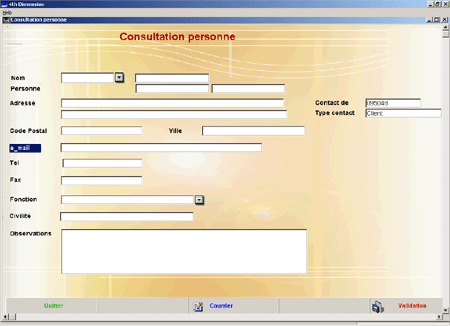 4th Dimension
Help
Consultation personne
Consultation personne
Nom
Personne
Adresse
Contact de
Type contact Client
Code Postal Ville
e_mail
Tel
Fax
Fonction
Civilité
Observations
Quitter Courrier Validation